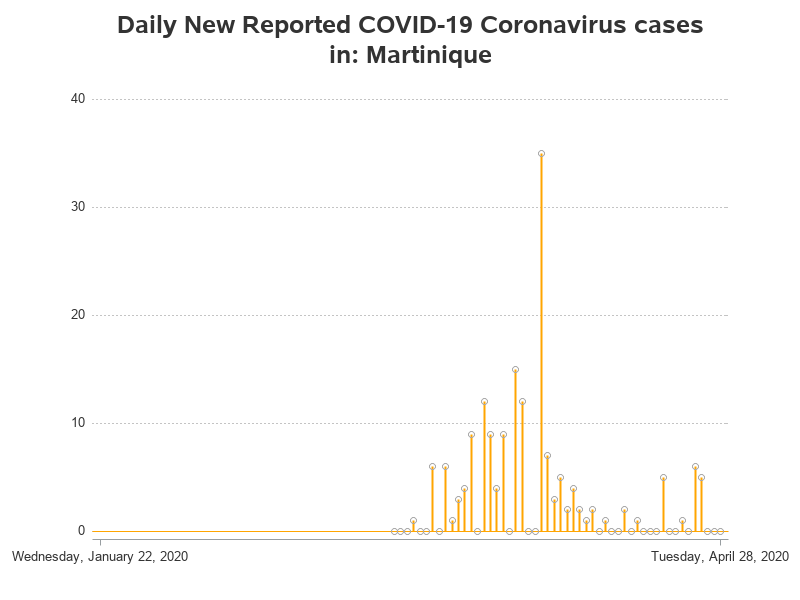 Daily New Reported COVID-19 Coronavirus cases
in: Martinique
40
30
20
10
0
Wednesday, January 22, 2020
Tuesday, April 28, 2020